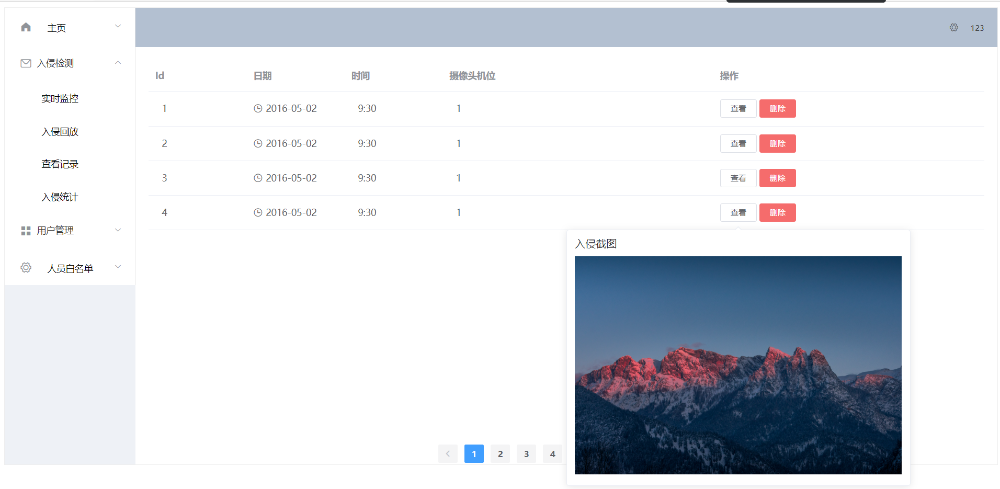 主页
入侵检测
实时监控
入侵回放
查看记录
入侵统计
用户管理
人员白名单
123
Id 日期 时间 摄像头机位 操作
1 2016-05-02 9:30 1 查看 删除
2 2016-05-02 9:30 1 查看 删除
3 2016-05-02 9:30 1 查看 删除
4 2016-05-02 9:30 1 查看 删除
入侵截图
1 2 3 4